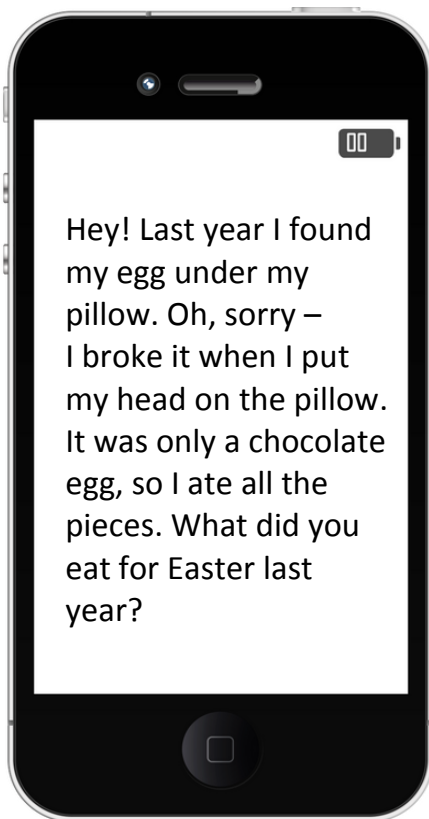 Hey! Last year I found
my egg under my
pillow. Oh, sorry –
I broke it when I put
my head on the pillow.
It was only a chocolate
egg, so I ate all the
pieces. What did you
eat for Easter last
year?